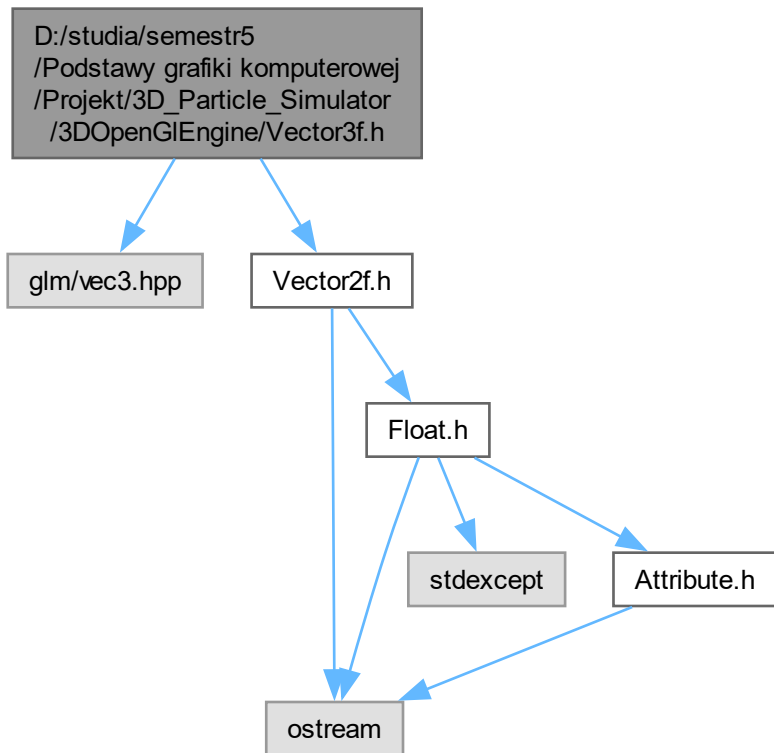 D:/studia/semestr5
/Podstawy grafiki komputerowej
/Projekt/3D_Particle_Simulator
/3DOpenGlEngine/Vector3f.h
glm/vec3.hpp
Vector2f.h
Float.h
stdexcept
Attribute.h
ostream